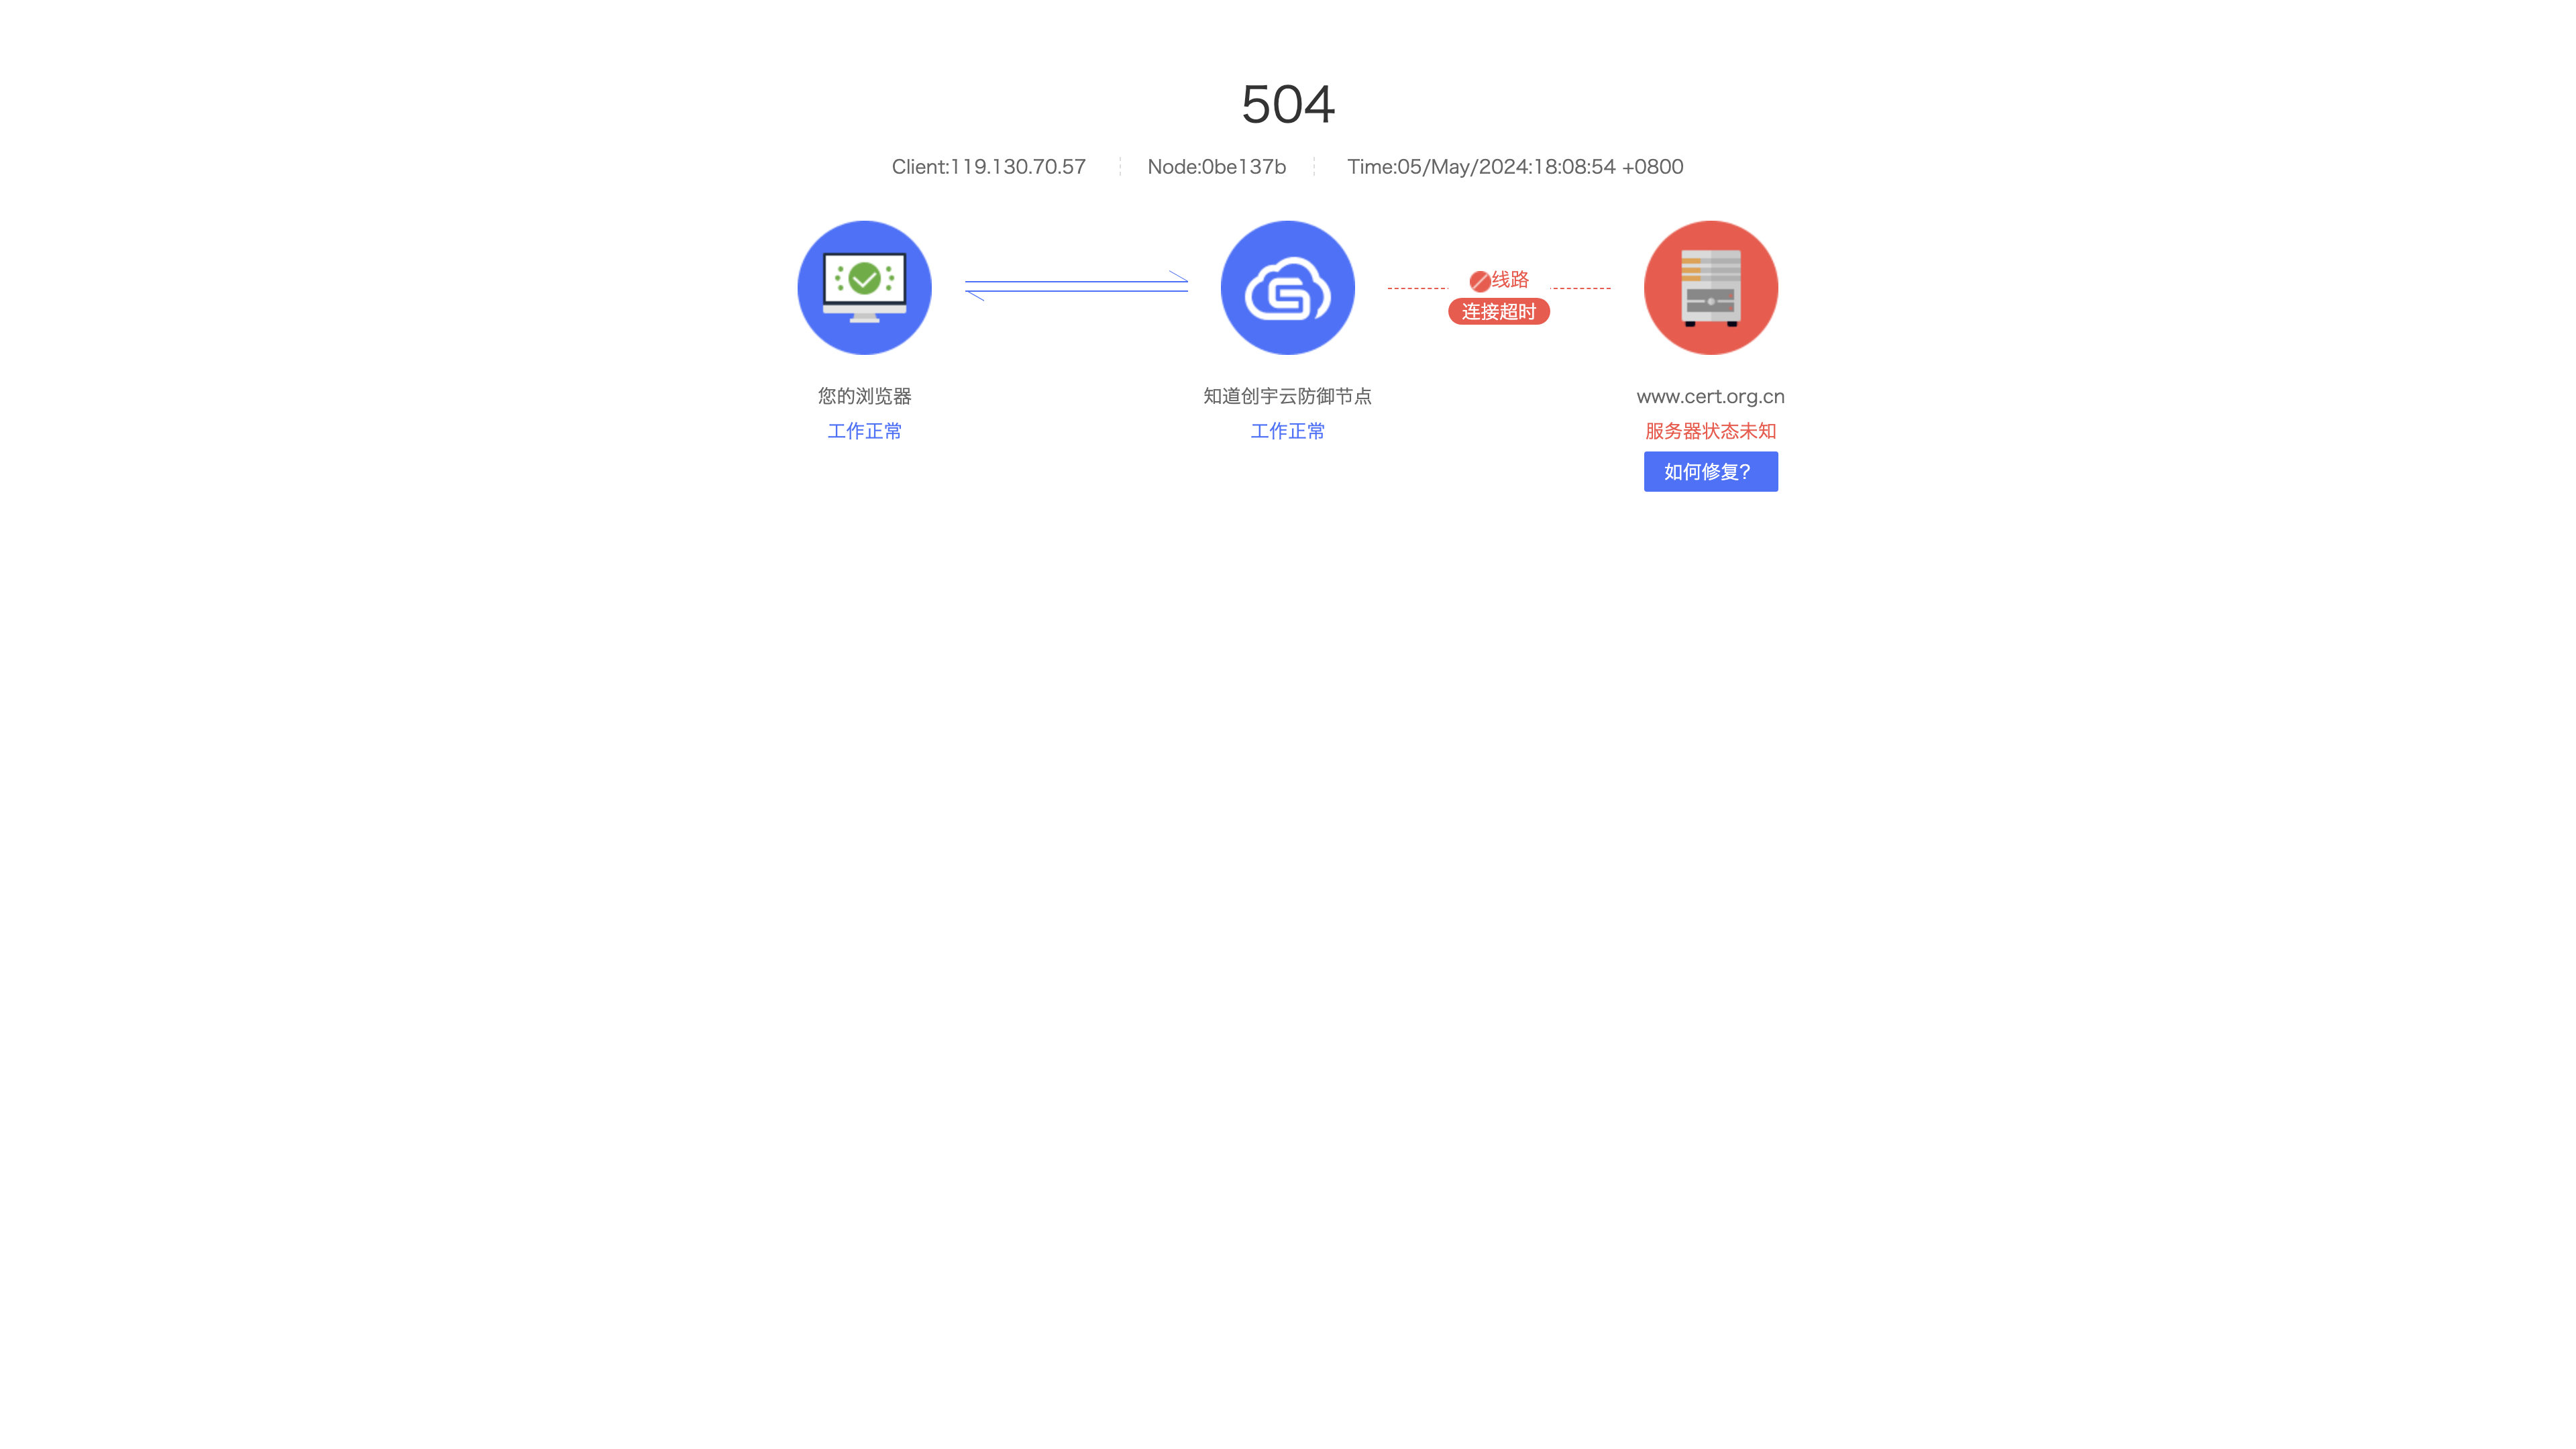 504
Client:119.130.70.57 Node:0be137b Time:05/May/2024:18:08:54 +0800
线路
连接超时
您的浏览器
工作正常
知道创宇云防御节点
工作正常
www.cert.org.cn
服务器状态未知
如何修复?